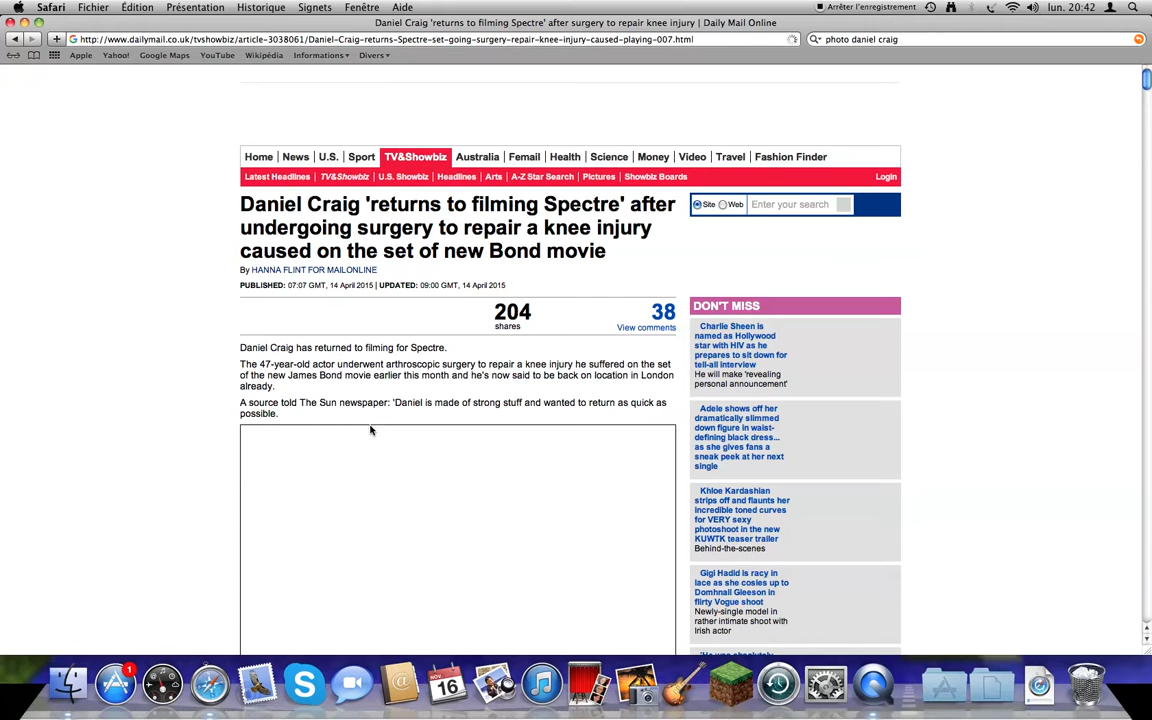 Safari Fichier Édition Présentation Historique Signets Fenêtre Aide Arrêter l'enregistrement lun. 20:42
Daniel Craig 'returns to filming Spectre' after surgery to repair knee injury | Daily Mail Online
http://www.dailymail.co.uk/tvshowbiz/article-3038061/Daniel-Craig-returns-Spectre-set-going-surgery-repair-knee-injury-caused-playing-007.html photo daniel craig
Apple Yahoo! Google Maps YouTube Wikipédia Informations Divers
Home News U.S. Sport TV&Showbiz Australia Femail Health Science Money Video Travel Fashion Finder
Latest Headlines TV&Showbiz U.S. Showbiz Headlines Arts A-Z Star Search Pictures Showbiz Boards Login
Daniel Craig 'returns to filming Spectre' after
undergoing surgery to repair a knee injury
caused on the set of new Bond movie
By HANNA FLINT FOR MAILONLINE
PUBLISHED: 07:07 GMT, 14 April 2015 | UPDATED: 09:00 GMT, 14 April 2015
204
shares
38
View comments
Daniel Craig has returned to filming for Spectre.
The 47-year-old actor underwent arthroscopic surgery to repair a knee injury he suffered on the set
of the new James Bond movie earlier this month and he's now said to be back on location in London
already.
A source told The Sun newspaper: 'Daniel is made of strong stuff and wanted to return as quick as
possible.
Site Web Enter your search
DON'T MISS
Charlie Sheen is
named as Hollywood
star with HIV as he
prepares to sit down for
tell-all interview
He will make 'revealing
personal announcement'
Adele shows off her
dramatically slimmed
down figure in waist-
defining black dress...
as she gives fans a
sneak peek at her next
single
Khloe Kardashian
strips off and flaunts her
incredible toned curves
for VERY sexy
photoshoot in the new
KUWTK teaser trailer
Behind-the-scenes
Gigi Hadid is racy in
lace as she cosies up to
Domhnall Gleeson in
flirty Vogue shoot
Newly-single model in
rather intimate shoot with
Irish actor
1
NOV.
16